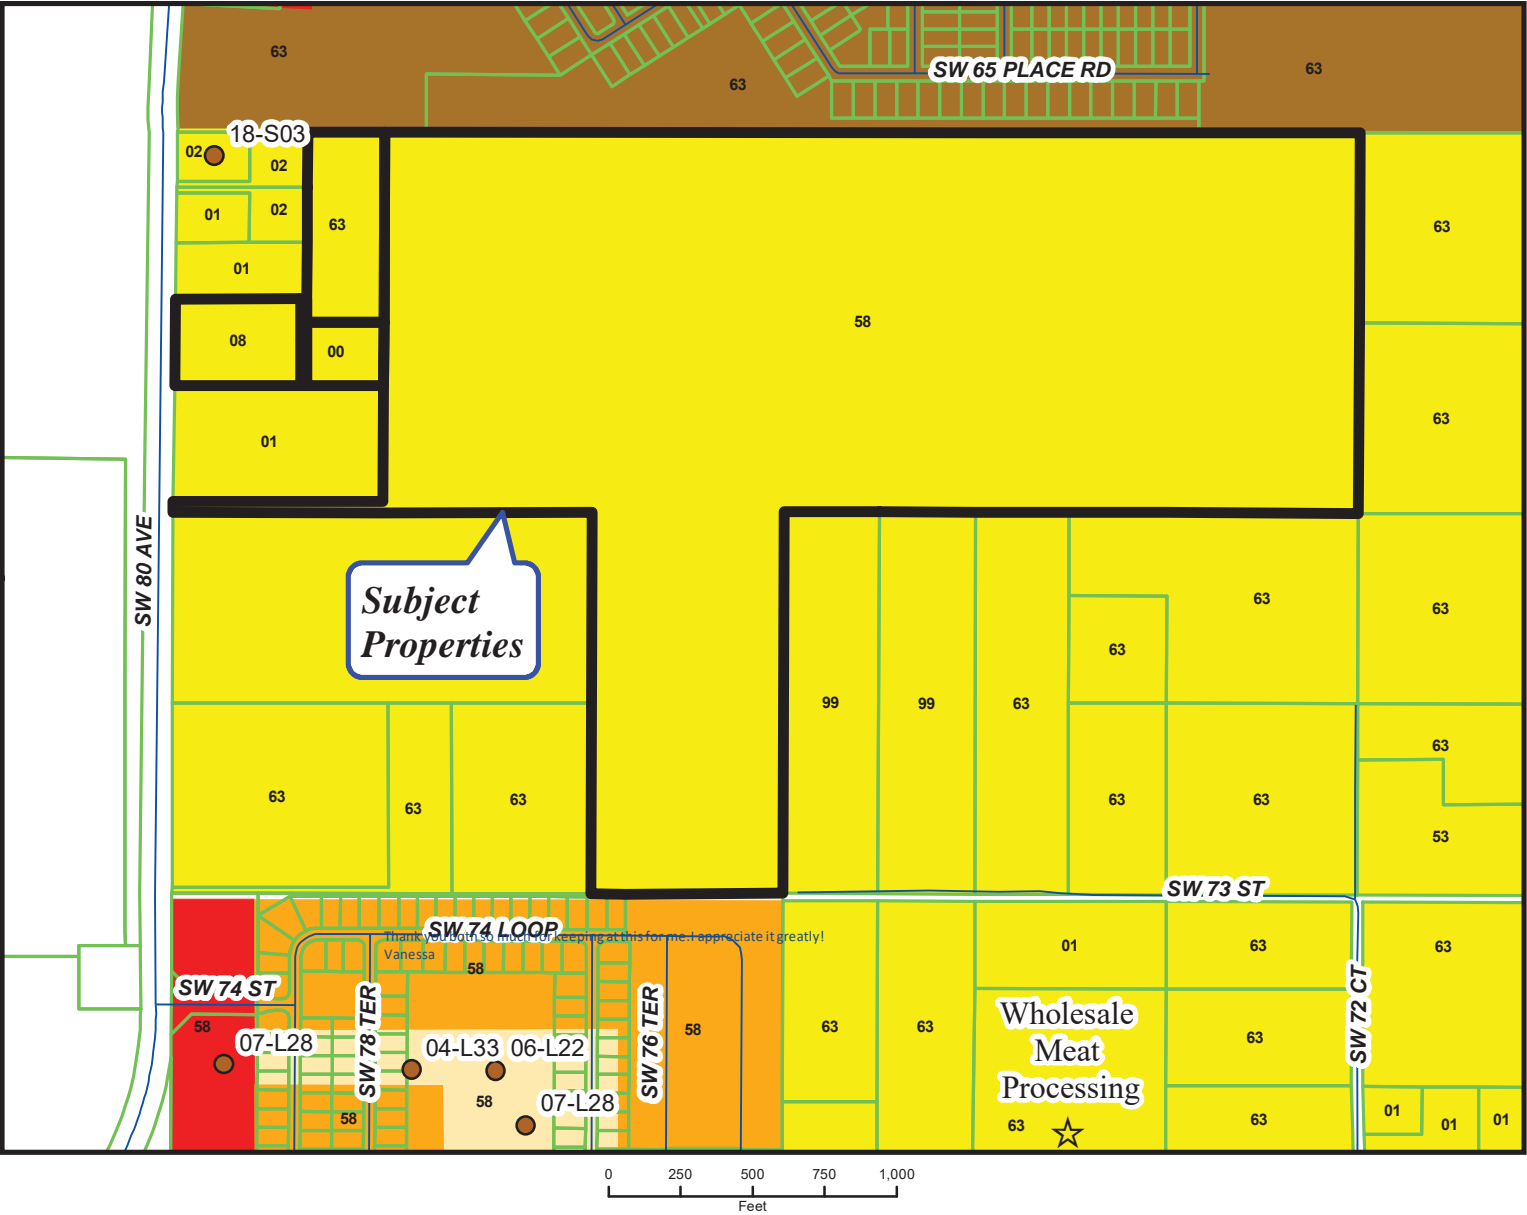 63
63
SW 65 PLACE RD
63
18-S03
02
02
01
02
63
63
01
58
08
00
63
01
SW 80 AVE
Subject
Properties
63
63
63
99
99
63
63
63
63
63
63
63
63
53
SW 73 ST
SW 74 LOOP
Thank you both so much for keeping at this for me. I appreciate it greatly!
Vanessa
58
01
63
63
SW 74 ST
SW 78 TER
SW 76 TER
SW 72 CT
58
58
63
63
Wholesale
Meat
Processing
63
07-L28
04-L33
06-L22
58
07-L28
58
63
63
01
01
01
0
250
500
750
1,000
Feet